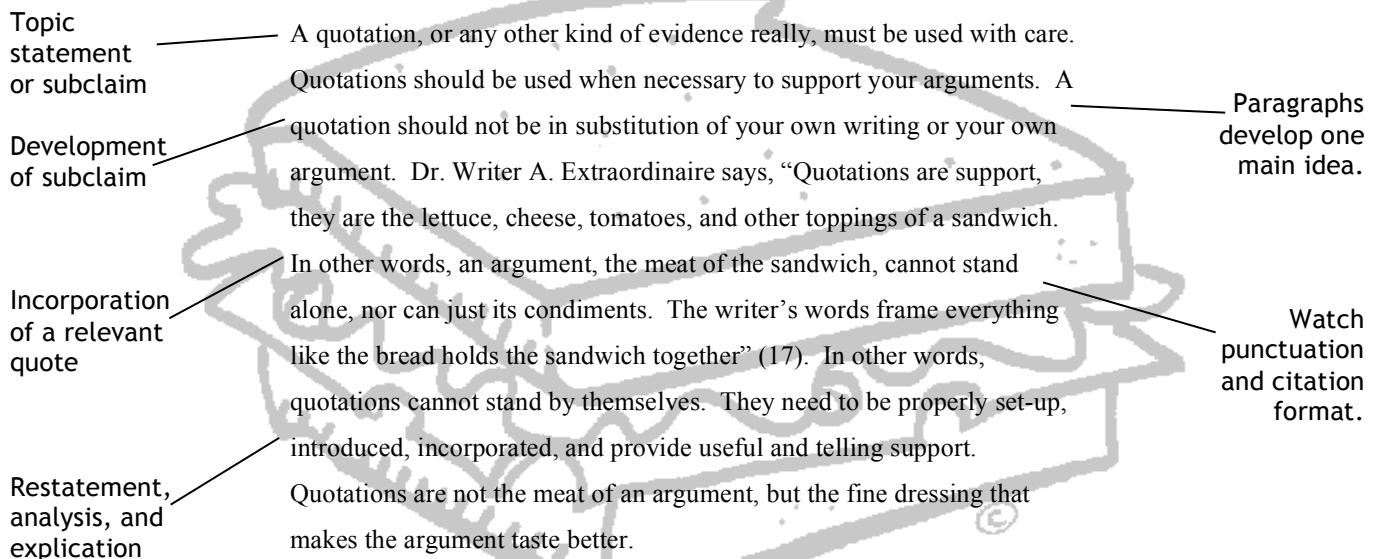 Topic
statement
or subclaim
Development
of subclaim
Incorporation
of a relevant
quote
Restatement,
analysis, and
explication
A quotation, or any other kind of evidence really, must be used with care.
Quotations should be used when necessary to support your arguments.  A
quotation should not be in substitution of your own writing or your own
argument.  Dr. Writer A. Extraordinaire says, “Quotations are support,
they are the lettuce, cheese, tomatoes, and other toppings of a sandwich.
In other words, an argument, the meat of the sandwich, cannot stand
alone, nor can just its condiments.  The writer’s words frame everything
like the bread holds the sandwich together” (17).  In other words,
quotations cannot stand by themselves.  They need to be properly set-up,
introduced, incorporated, and provide useful and telling support.
Quotations are not the meat of an argument, but the fine dressing that
makes the argument taste better.
Paragraphs
develop one
main idea.
Watch
punctuation
and citation
format.
©